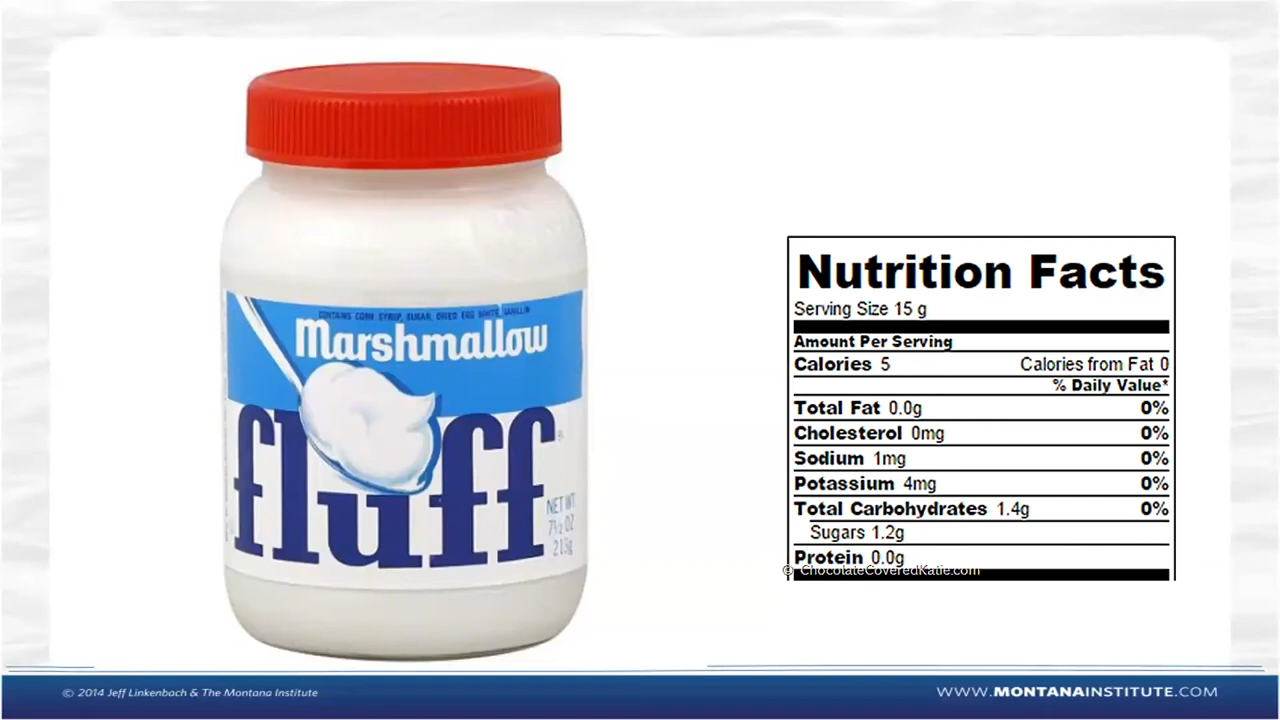 CONTAINS CORN SYRUP, SUGAR, DRIED EGG WHITE, VANILLIN
Marshmallow
fluff
NET WT
7½ OZ
213g
Nutrition Facts
Serving Size 15 g
Amount Per Serving
Calories 5 Calories from Fat 0
% Daily Value*
Total Fat 0.0g 0%
Cholesterol 0mg 0%
Sodium 1mg 0%
Potassium 4mg 0%
Total Carbohydrates 1.4g 0%
Sugars 1.2g
Protein 0.0g
© ChocolateCoveredKatie.com
© 2014 Jeff Linkenbach & The Montana Institute
WWW.MONTANAINSTITUTE.COM